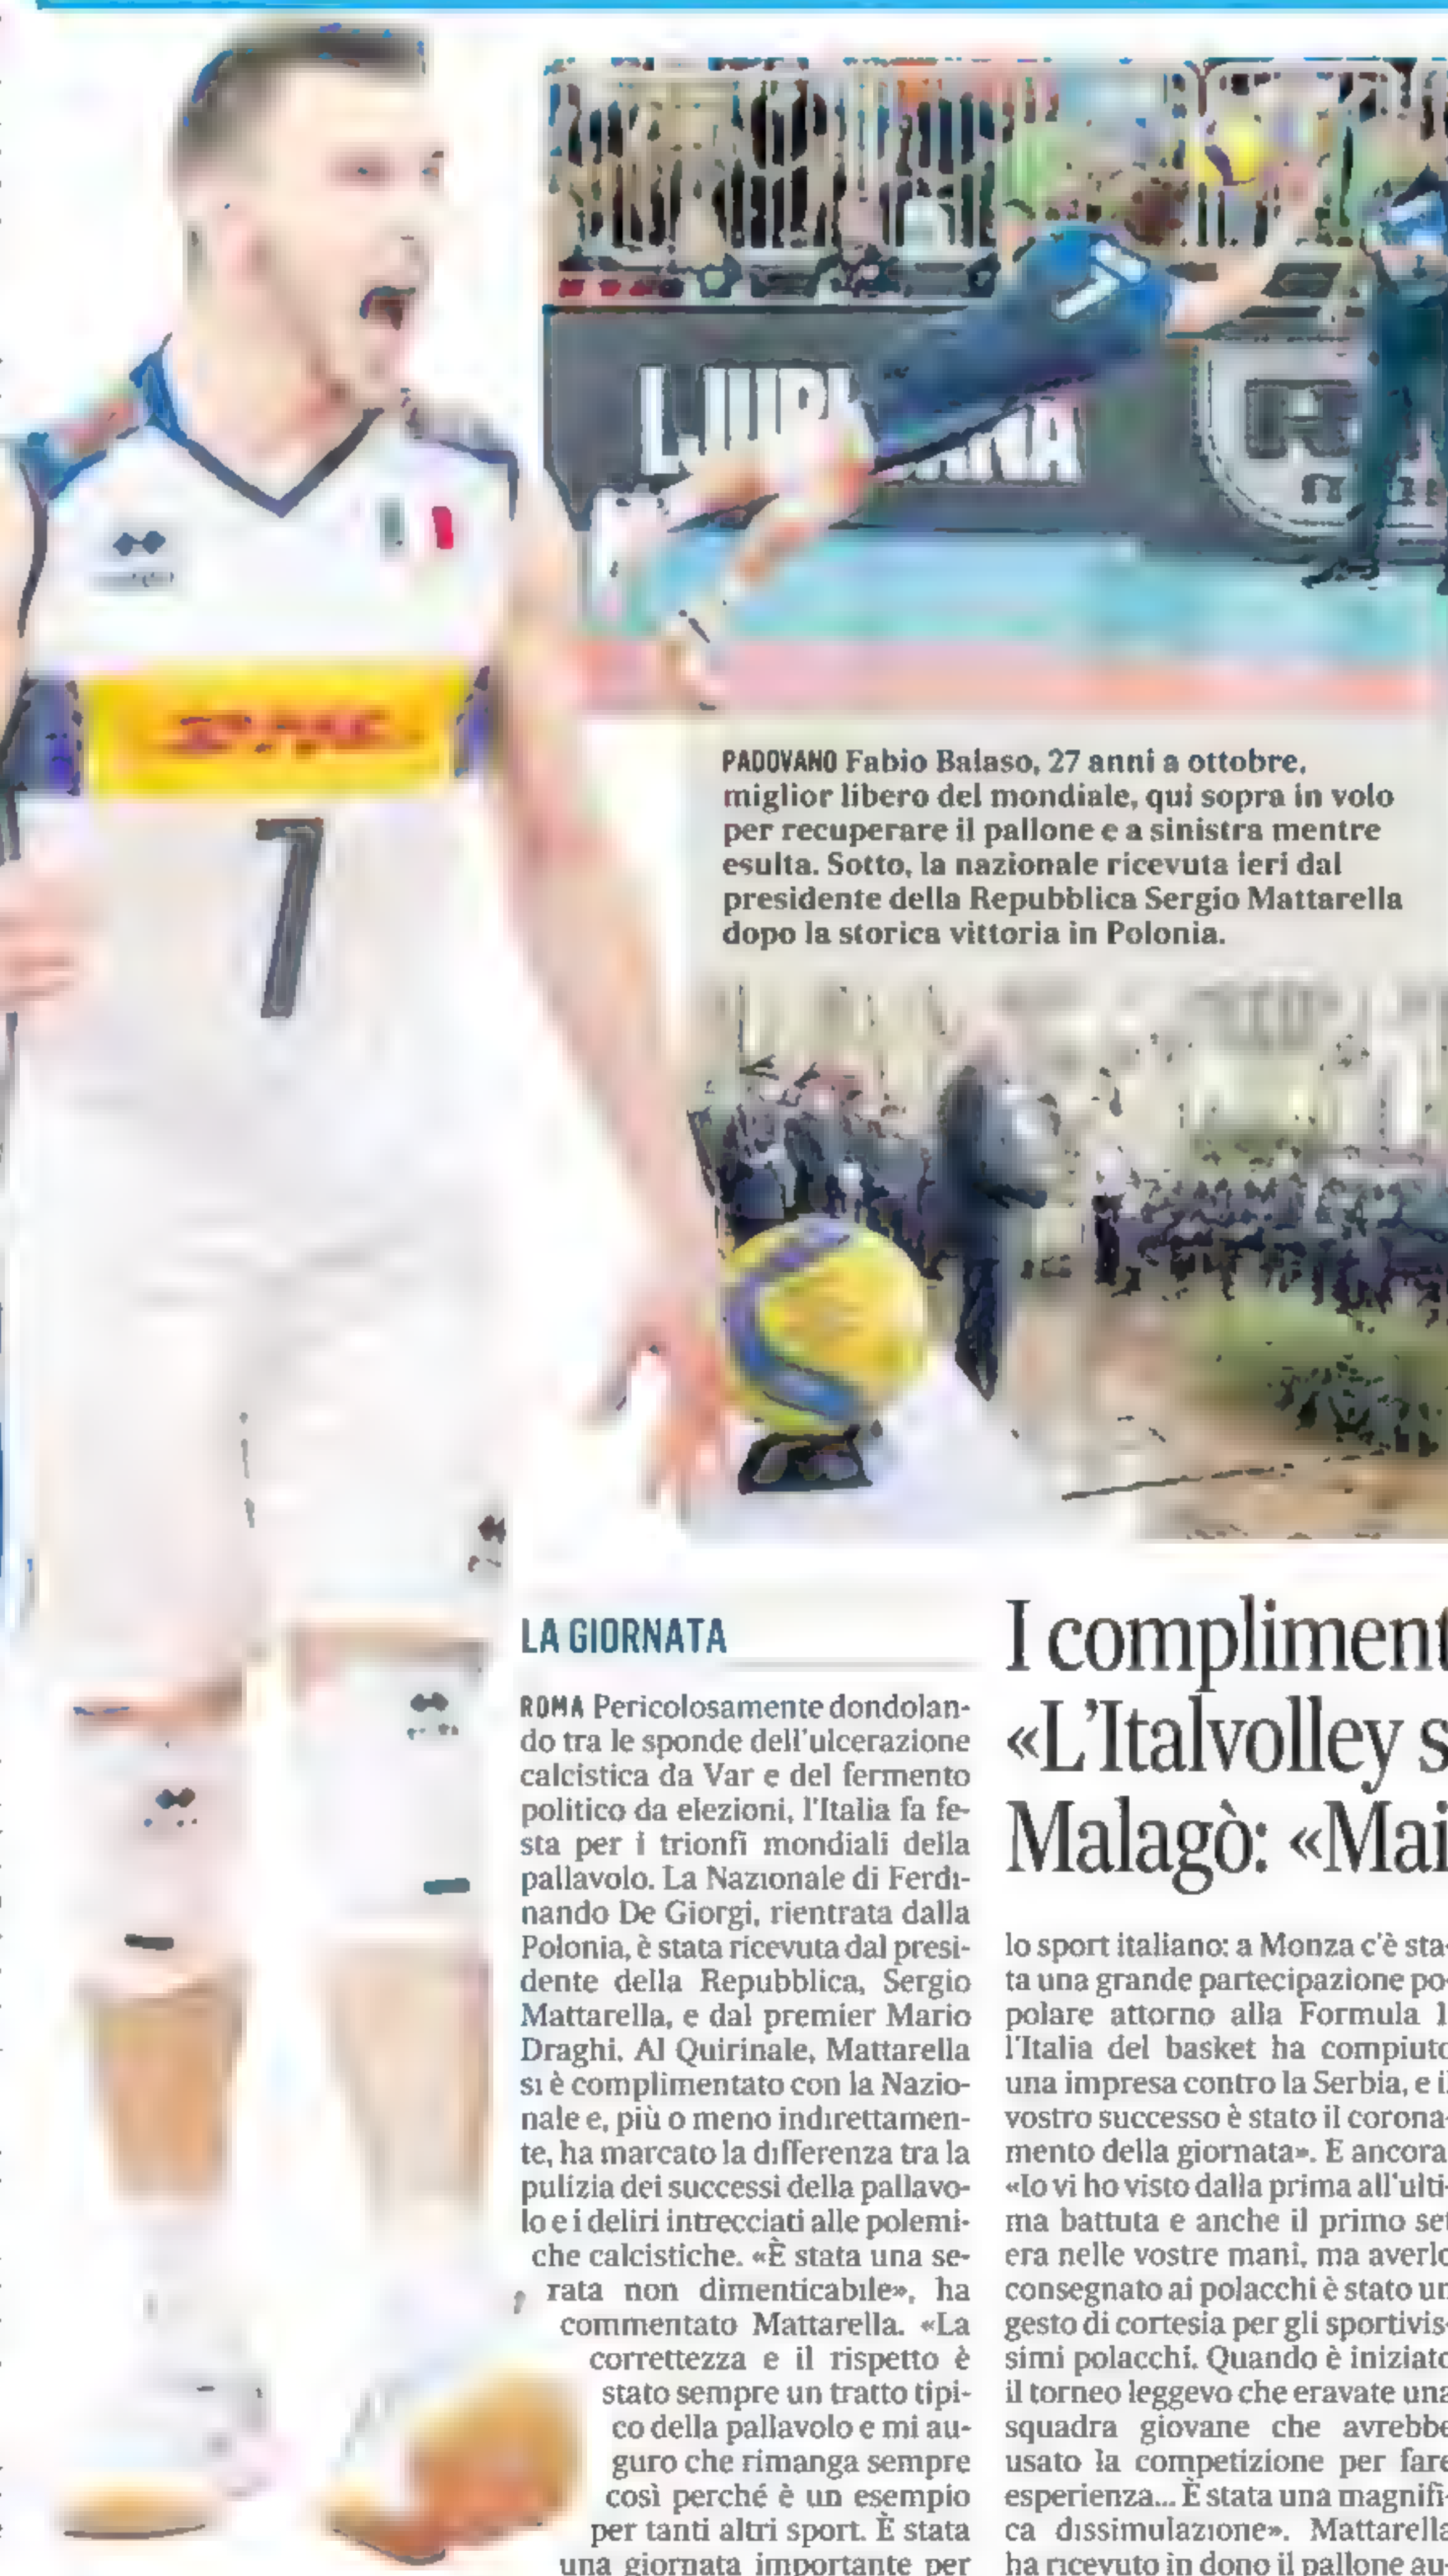 7
PADOVANO Fabio Balaso, 27 anni a ottobre,
miglior libero del mondiale, qui sopra in volo
per recuperare il pallone e a sinistra mentre
esulta. Sotto, la nazionale ricevuta ieri dal
presidente della Repubblica Sergio Mattarella
dopo la storica vittoria in Polonia.
LA GIORNATA
ROMA Pericolosamente dondolan-
do tra le sponde dell'ulcerazione
calcistica da Var e del fermento
politico da elezioni, l'Italia fa fe-
sta per i trionfi mondiali della
pallavolo. La Nazionale di Ferdi-
nando De Giorgi, rientrata dalla
Polonia, è stata ricevuta dal presi-
dente della Repubblica, Sergio
Mattarella, e dal premier Mario
Draghi. Al Quirinale, Mattarella
si è complimentato con la Nazio-
nale e, più o meno indirettamen-
te, ha marcato la differenza tra la
pulizia dei successi della pallavo-
lo e i deliri intrecciati alle polemi-
che calcistiche. «È stata una se-
rata non dimenticabile», ha
commentato Mattarella. «La
correttezza e il rispetto è
stato sempre un tratto tipi-
co della pallavolo e mi au-
guro che rimanga sempre
così perché è un esempio
per tanti altri sport. È stata
una giornata importante per
I compliment
«L'Italvolley s
Malagò: «Mai
lo sport italiano: a Monza c'è sta-
ta una grande partecipazione po-
polare attorno alla Formula 1
l'Italia del basket ha compiuto
una impresa contro la Serbia, e il
vostro successo è stato il corona-
mento della giornata». E ancora
«Io vi ho visto dalla prima all'ulti-
ma battuta e anche il primo set
era nelle vostre mani, ma averlo
consegnato ai polacchi è stato un
gesto di cortesia per gli sportivis-
simi polacchi. Quando è iniziato
il torneo leggevo che eravate una
squadra giovane che avrebbe
usato la competizione per fare
esperienza... È stata una magnifi-
ca dissimulazione». Mattarella
ha ricevuto in dono il pallone au-